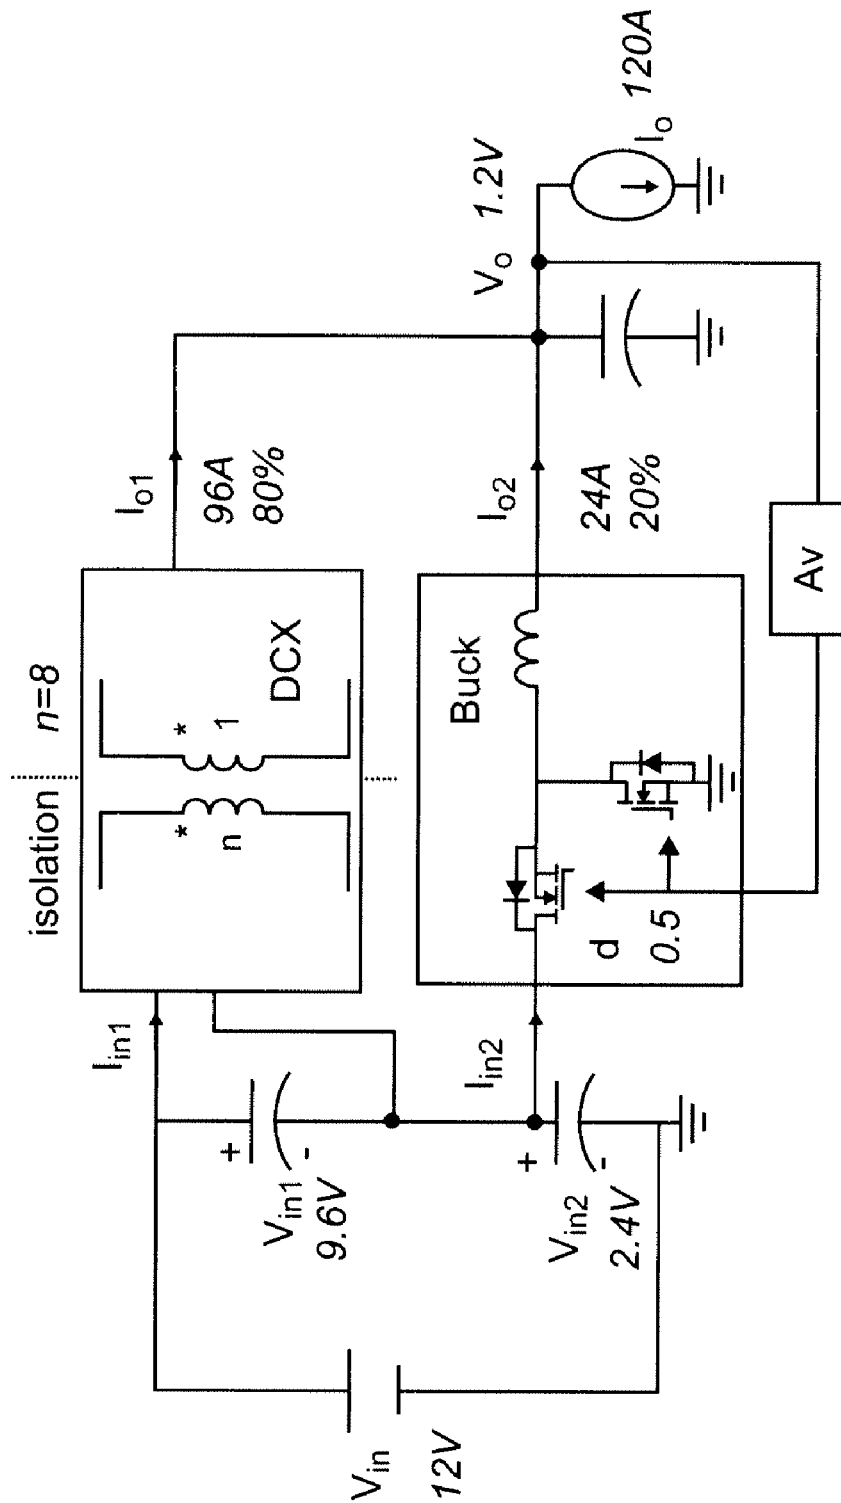 isolation n=8
* *
n 1
DCX
I_in1
I_o1
96A
80%
V_in
12V
+
V_in1 -
9.6V
+
V_in2 -
2.4V
I_in2
Buck
d
0.5
I_o2
24A
20%
V_o 1.2V
I_o 120A
Av